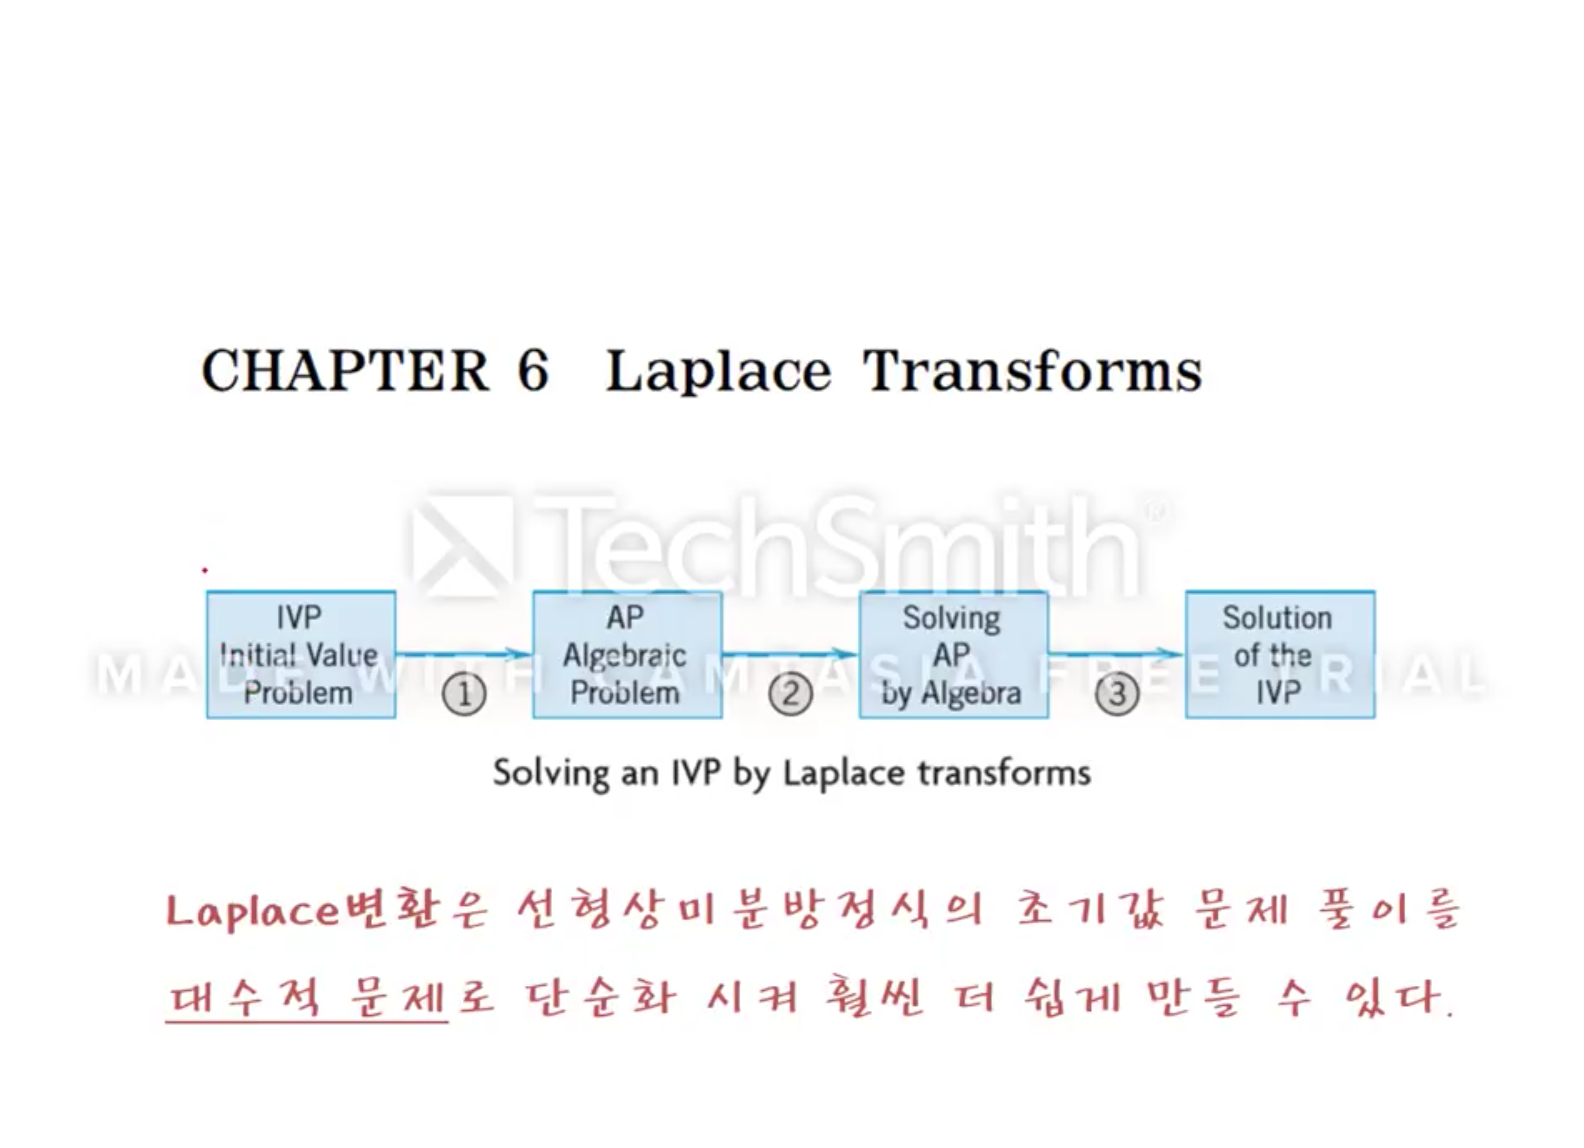 CHAPTER 6 Laplace Transforms
TechSmith®
IVP
Initial Value
Problem
①
AP
Algebraic
Problem
②
Solving
AP
by Algebra
③
Solution
of the
IVP
MADE WITH CAMTASIA FREE TRIAL
Solving an IVP by Laplace transforms
Laplace변환은 선형상미분방정식의 초기값 문제 풀이를
대수적 문제로 단순화 시켜 훨씬 더 쉽게 만들 수 있다.